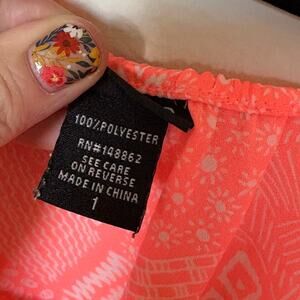 100% POLYESTER
RN#148862
SEE CARE
ON REVERSE
MADE IN CHINA
1